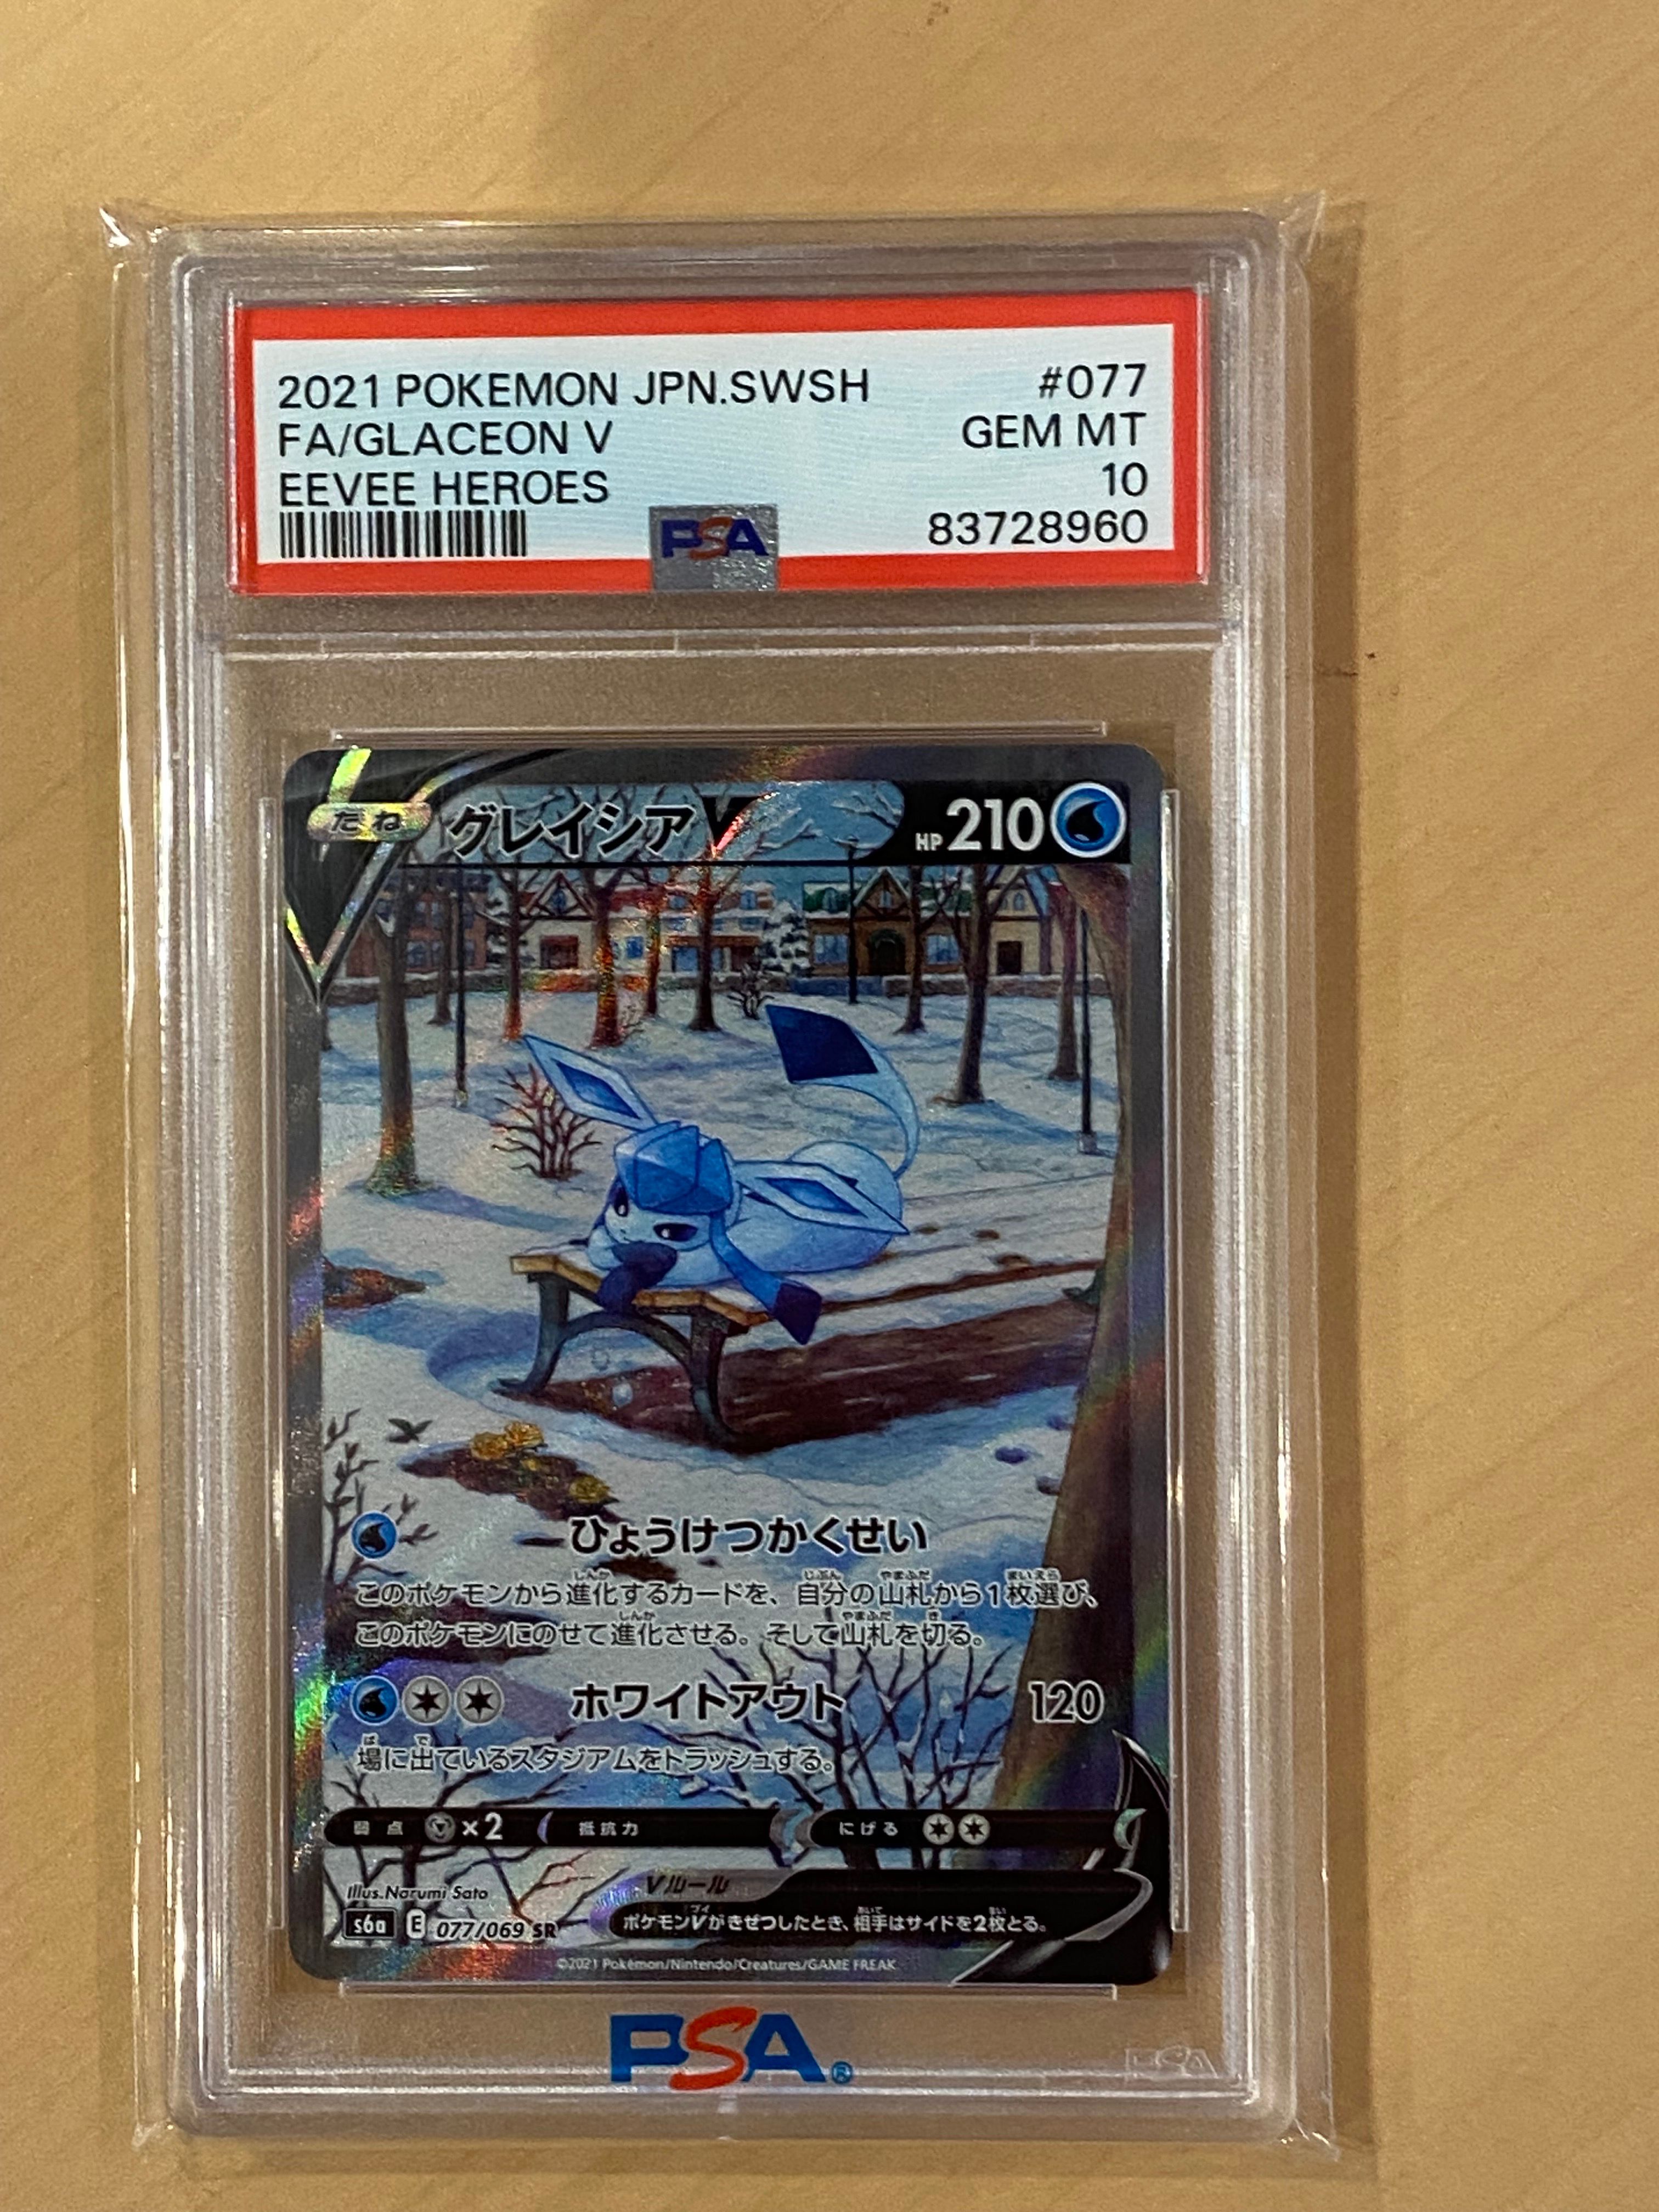 2021 POKEMON JPN.SWSH #077
FA/GLACEON V GEM MT
EEVEE HEROES 10
83728960
PSA
たね グレイシアV HP 210
ひょうけつかくせい
このポケモンから進化するカードを、自分の山札から1枚選び、
このポケモンにのせて進化させる。そして山札を切る。
ホワイトアウト 120
場に出ているスタジアムをトラッシュする。
弱点 ×2 抵抗力 にげる
Illus.Narumi Sato Vルール
s6a E 077/069 SR ポケモンVがきぜつしたとき、相手はサイドを2枚とる。
©2021 Pokémon/Nintendo/Creatures/GAME FREAK
PSA®
PSA